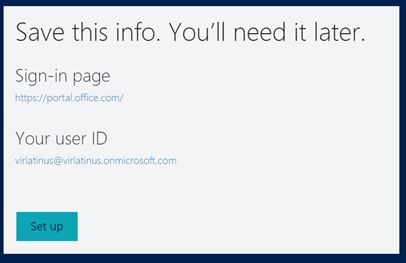 Save this info. You'll need it later.
Sign-in page
https://portal.office.com/
Your user ID
virlatinus@virlatinus.onmicrosoft.com
Set up